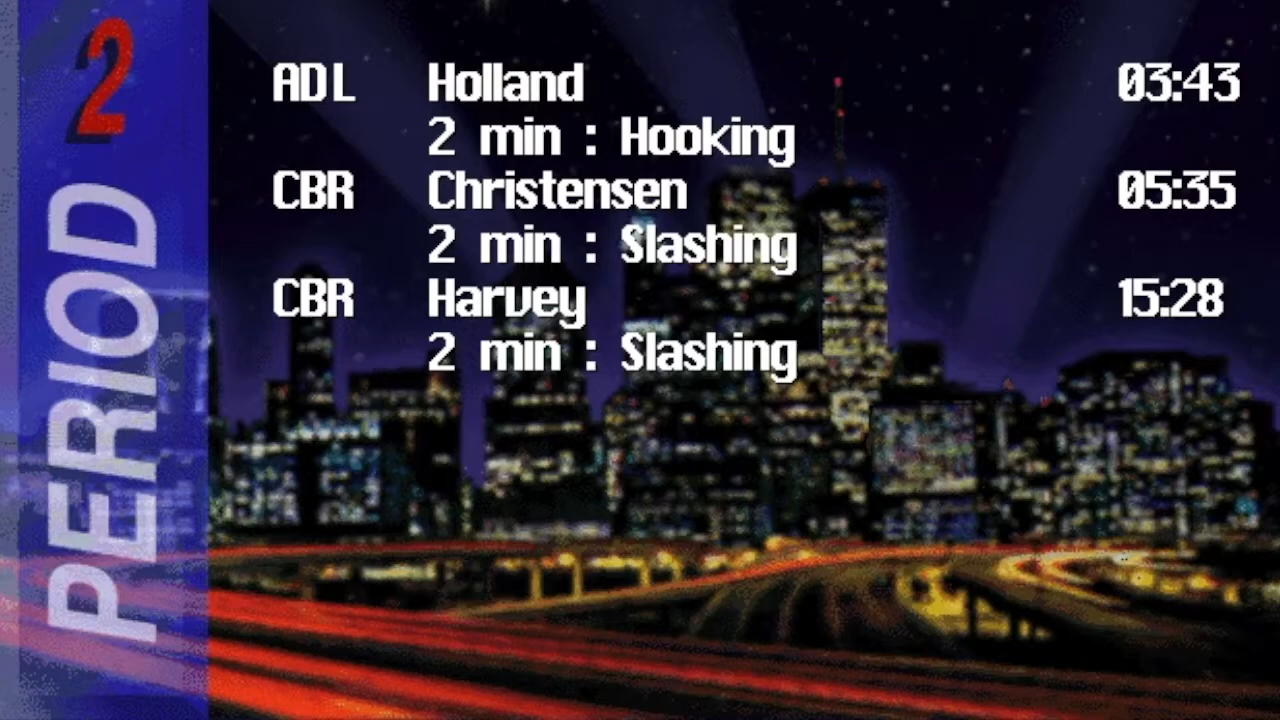 2
PERIOD
ADL Holland 03:43
2 min : Hooking
CBR Christensen 05:35
2 min : Slashing
CBR Harvey 15:28
2 min : Slashing